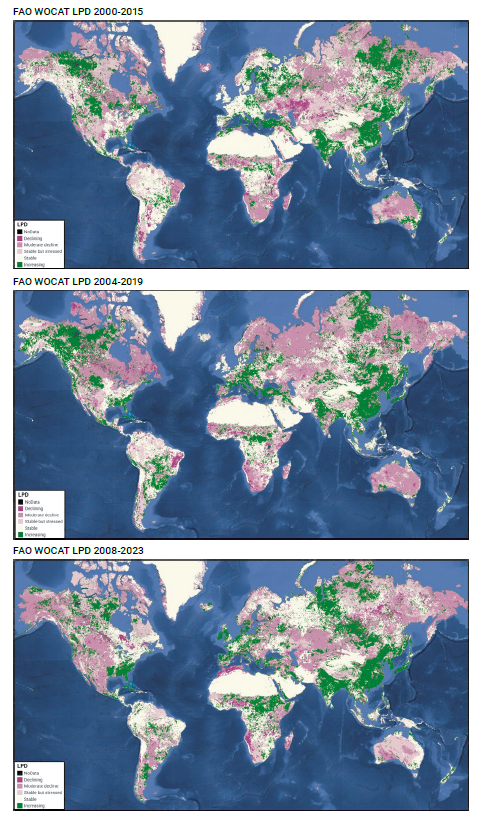 FAO WOCAT LPD 2000-2015
LPD
NoData
Declining
Moderate decline
Stable but stressed
Stable
Increasing
FAO WOCAT LPD 2004-2019
LPD
NoData
Declining
Moderate decline
Stable but stressed
Stable
Increasing
FAO WOCAT LPD 2008-2023
LPD
NoData
Declining
Moderate decline
Stable but stressed
Stable
Increasing